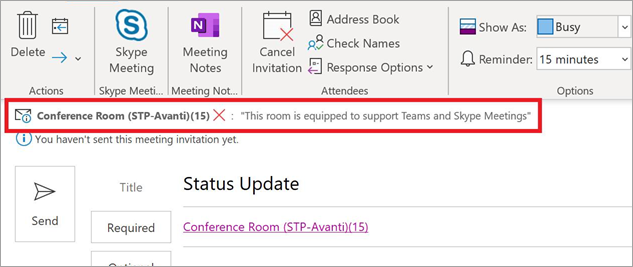 Delete
Skype
Meeting
Meeting
Notes
Cancel
Invitation
Address Book
Check Names
Response Options
Show As:
Busy
Reminder:
15 minutes
Actions
Skype Meeti...
Meeting Not...
Attendees
Options
Conference Room (STP-Avanti)(15) : "This room is equipped to support Teams and Skype Meetings"
You haven't sent this meeting invitation yet.
Send
Title
Status Update
Required
Conference Room (STP-Avanti)(15)